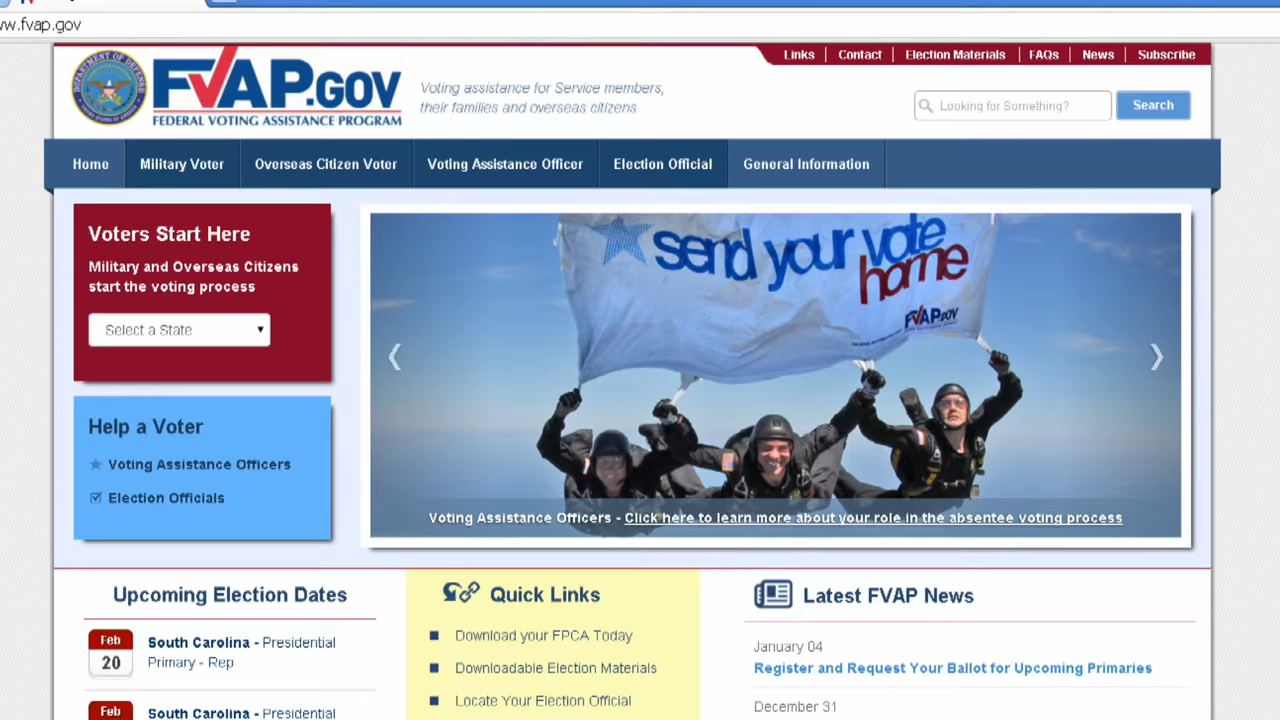 ww.fvap.gov
Links
Contact
Election Materials
FAQs
News
Subscribe
DEPARTMENT OF DEFENSE
FVAP.GOV
FEDERAL VOTING ASSISTANCE PROGRAM
Voting assistance for Service members,
their families and overseas citizens
Looking for Something?
Search
Home
Military Voter
Overseas Citizen Voter
Voting Assistance Officer
Election Official
General Information
Voters Start Here
Military and Overseas Citizens
start the voting process
Select a State
Help a Voter
Voting Assistance Officers
Election Officials
send your vote
home
FVAP.GOV
Voting Assistance Officers - Click here to learn more about your role in the absentee voting process
Upcoming Election Dates
Feb
20
South Carolina - Presidential
Primary - Rep
Feb
South Carolina - Presidential
Quick Links
Download your FPCA Today
Downloadable Election Materials
Locate Your Election Official
Latest FVAP News
January 04
Register and Request Your Ballot for Upcoming Primaries
December 31